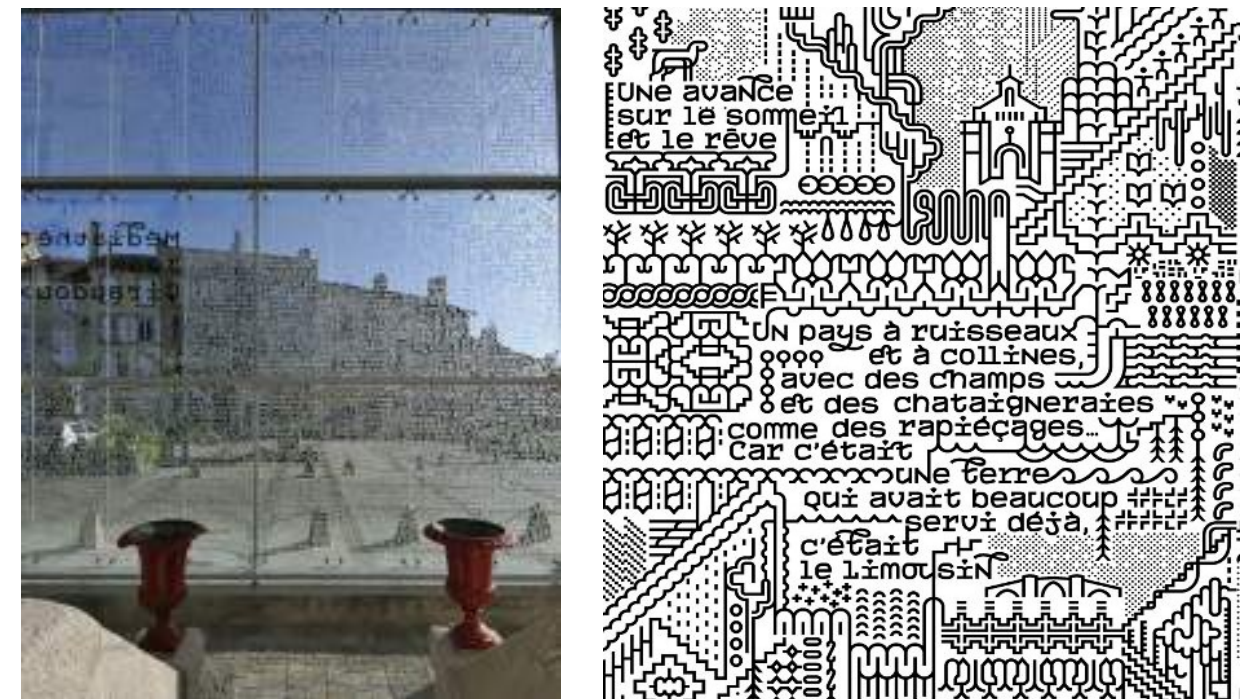 Une avance
sur le sommeil
et le rêve
Un pays à ruisseaux
et à collines,
avec des champs
et des chataigneraies
comme des rapiéçages...
Car c'était
une terre
qui avait beaucoup
servi déjà,
c'était
le limousin